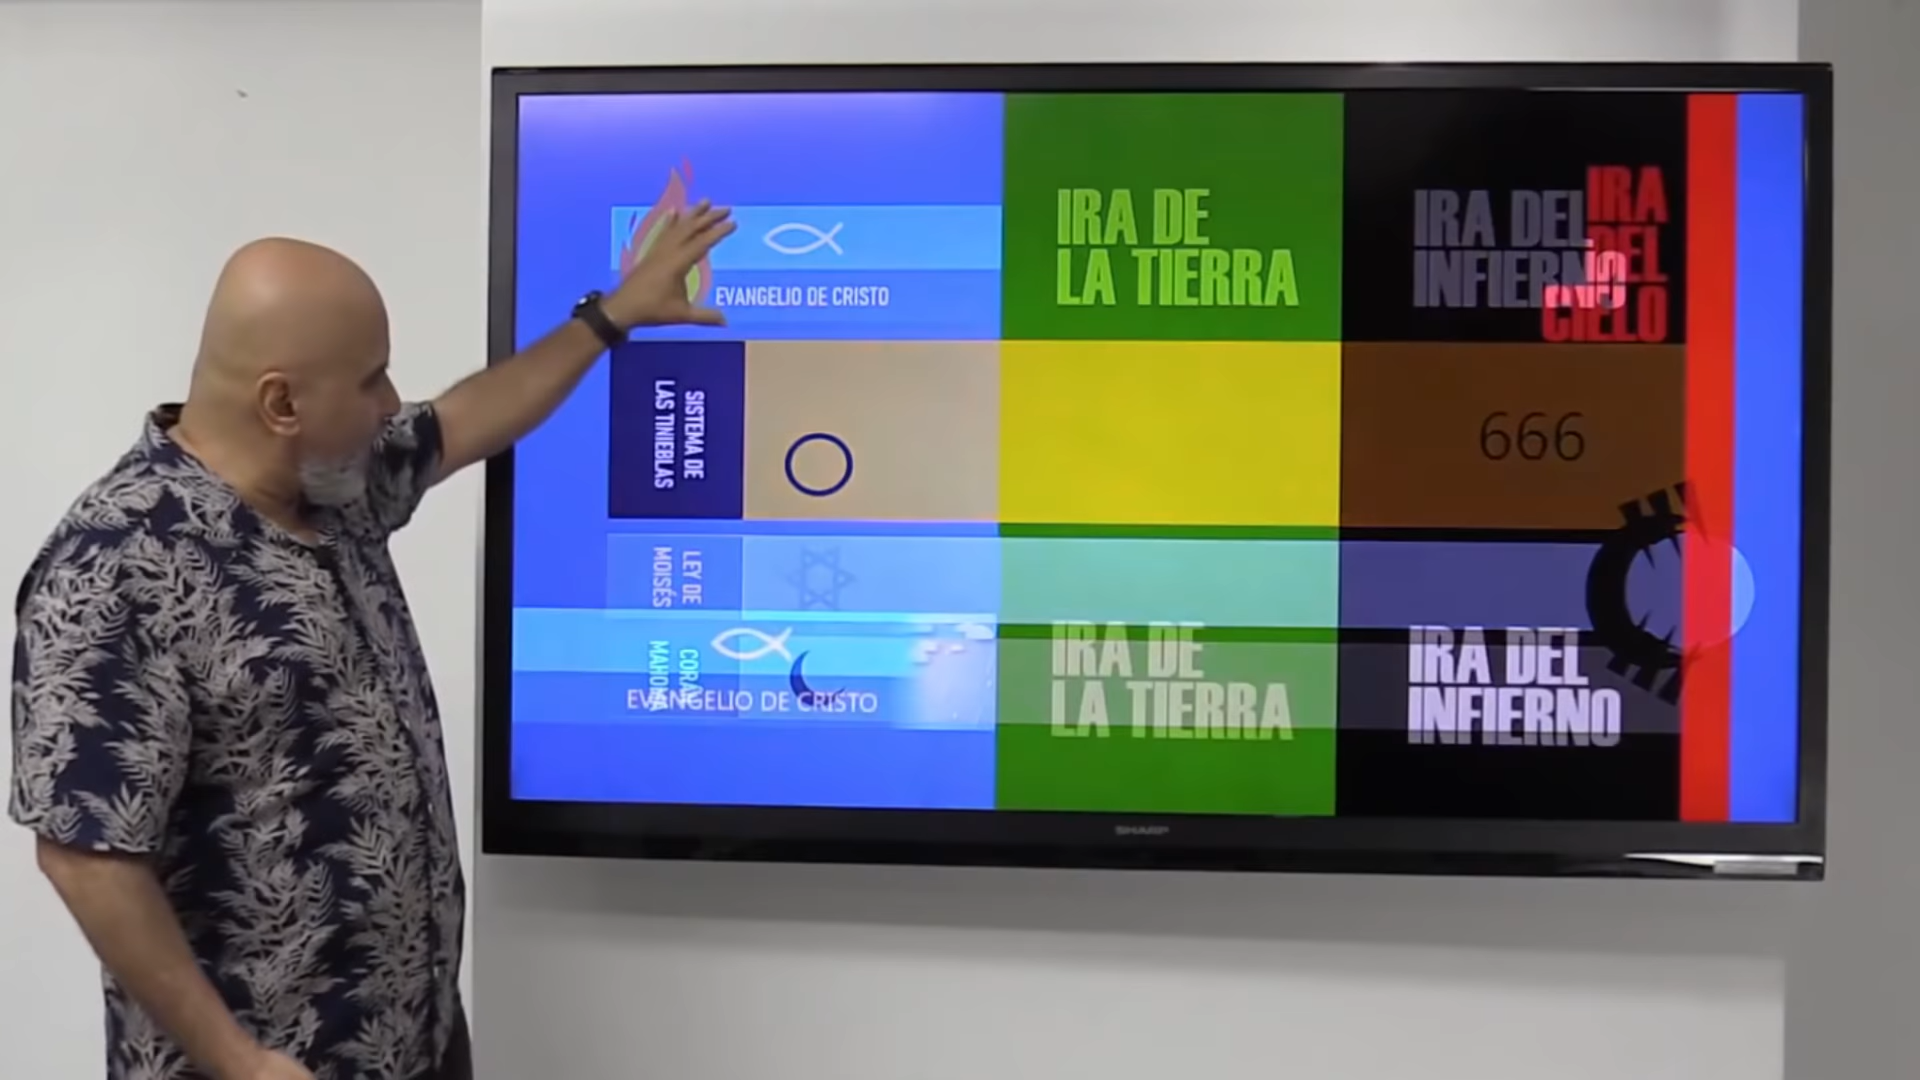 EVANGELIO DE CRISTO
IRA DE
LA TIERRA
IRA DEL
INFIERNO
IRA
DEL
CIELO
SISTEMA DE
LAS TINIEBLAS
666
LEY DE
MOISÉS
MAHOMA
EVANGELIO DE CRISTO
IRA DE
LA TIERRA
IRA DEL
INFIERNO
SHARP